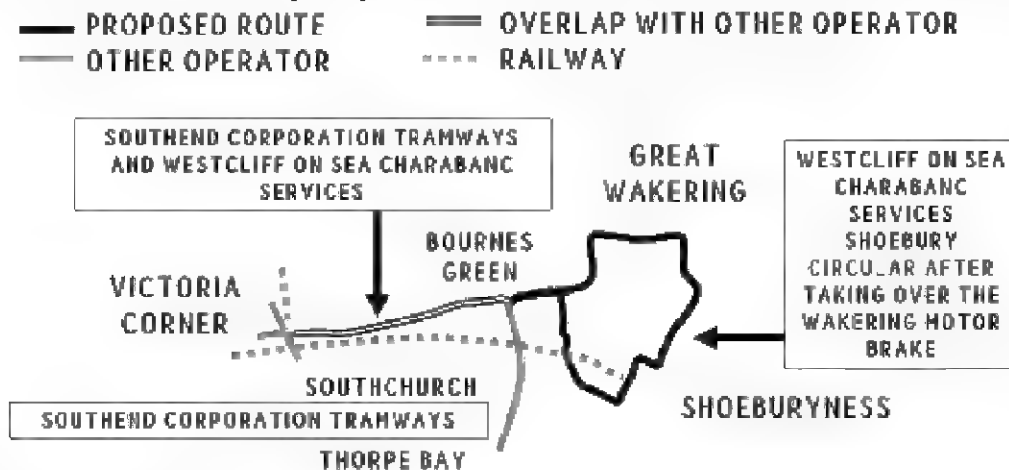 PROPOSED ROUTE
OVERLAP WITH OTHER OPERATOR
OTHER OPERATOR
RAILWAY
SOUTHEND CORPORATION TRAMWAYS
AND WESTCLIFF ON SEA CHARABANC
SERVICES
GREAT
WAKERING
WESTCLIFF ON SEA
CHARABANC
SERVICES
SHOEBURY
CIRCULAR AFTER
TAKING OVER THE
WAKERING MOTOR
BRAKE
BOURNES
GREEN
VICTORIA
CORNER
SOUTHCHURCH
SHOEBURYNESS
SOUTHEND CORPORATION TRAMWAYS
THORPE BAY